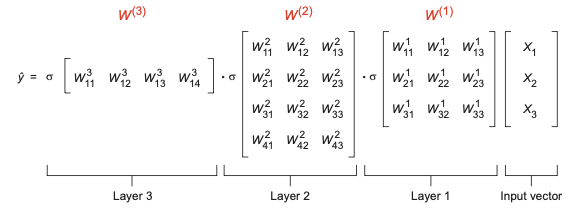 W(3) W(2) W(1)
ŷ = σ [ W³₁₁ W³₁₂ W³₁₃ W³₁₄ ] · σ [ W²₁₁ W²₁₂ W²₁₃ · σ [ W¹₁₁ W¹₁₂ W¹₁₃ [ X₁
W²₂₁ W²₂₂ W²₂₃ W¹₂₁ W¹₂₂ W¹₂₃ X₂
W²₃₁ W²₃₂ W²₃₃ W¹₃₁ W¹₃₂ W¹₃₃ ] X₃ ]
W²₄₁ W²₄₂ W²₄₃ ]
Layer 3 Layer 2 Layer 1 Input vector